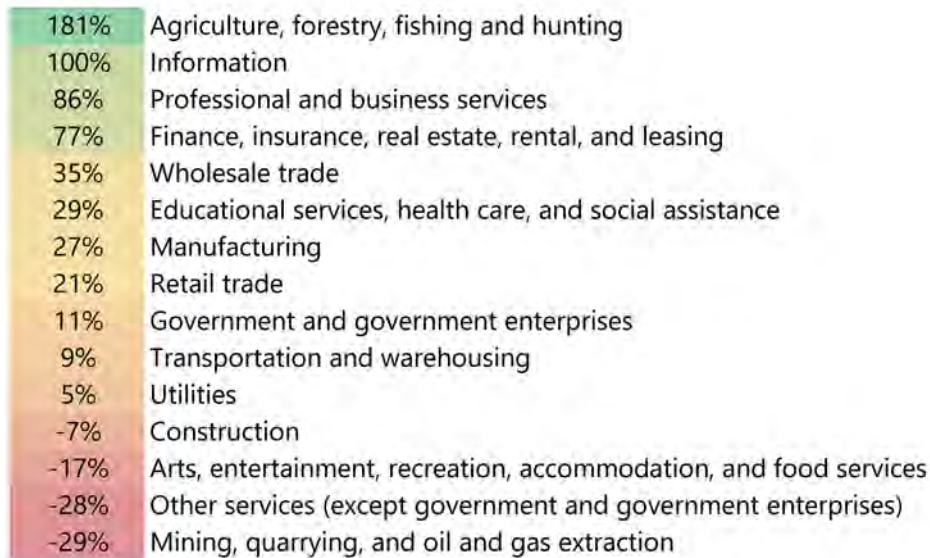 181% Agriculture, forestry, fishing and hunting
100% Information
86% Professional and business services
77% Finance, insurance, real estate, rental, and leasing
35% Wholesale trade
29% Educational services, health care, and social assistance
27% Manufacturing
21% Retail trade
11% Government and government enterprises
9% Transportation and warehousing
5% Utilities
-7% Construction
-17% Arts, entertainment, recreation, accommodation, and food services
-28% Other services (except government and government enterprises)
-29% Mining, quarrying, and oil and gas extraction